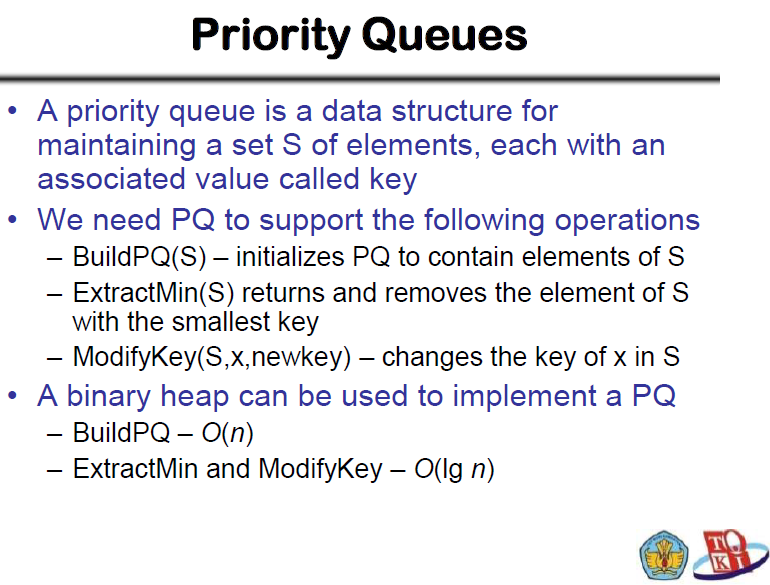 Priority Queues
• A priority queue is a data structure for
maintaining a set S of elements, each with an
associated value called key
• We need PQ to support the following operations
– BuildPQ(S) – initializes PQ to contain elements of S
– ExtractMin(S) returns and removes the element of S
with the smallest key
– ModifyKey(S,x,newkey) – changes the key of x in S
• A binary heap can be used to implement a PQ
– BuildPQ – O(n)
– ExtractMin and ModifyKey – O(lg n)
TOKI